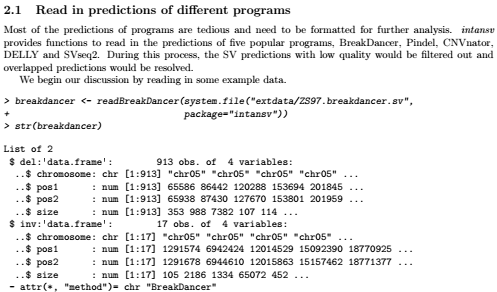 2.1 Read in predictions of different programs
Most of the predictions of programs are tedious and need to be formatted for further analysis. intansv
provides functions to read in the predictions of five popular programs, BreakDancer, Pindel, CNVnator,
DELLY and SVseq2. During this process, the SV predictions with low quality would be filtered out and
overlapped predictions would be resolved.
We begin our discussion by reading in some example data.
> breakdancer <- readBreakDancer(system.file("extdata/ZS97.breakdancer.sv",
+ package="intansv"))
> str(breakdancer)
List of 2
$ del:'data.frame': 913 obs. of 4 variables:
..$ chromosome: chr [1:913] "chr05" "chr05" "chr05" "chr05" ...
..$ pos1 : num [1:913] 65586 86442 120288 153694 201845 ...
..$ pos2 : num [1:913] 65938 87430 127670 153801 201959 ...
..$ size : num [1:913] 353 988 7382 107 114 ...
$ inv:'data.frame': 17 obs. of 4 variables:
..$ chromosome: chr [1:17] "chr05" "chr05" "chr05" "chr05" ...
..$ pos1 : num [1:17] 1291574 6942424 12014529 15092390 18770925 ...
..$ pos2 : num [1:17] 1291678 6944610 12015863 15157462 18771377 ...
..$ size : num [1:17] 105 2186 1334 65072 452 ...
- attr(*, "method")= chr "BreakDancer"